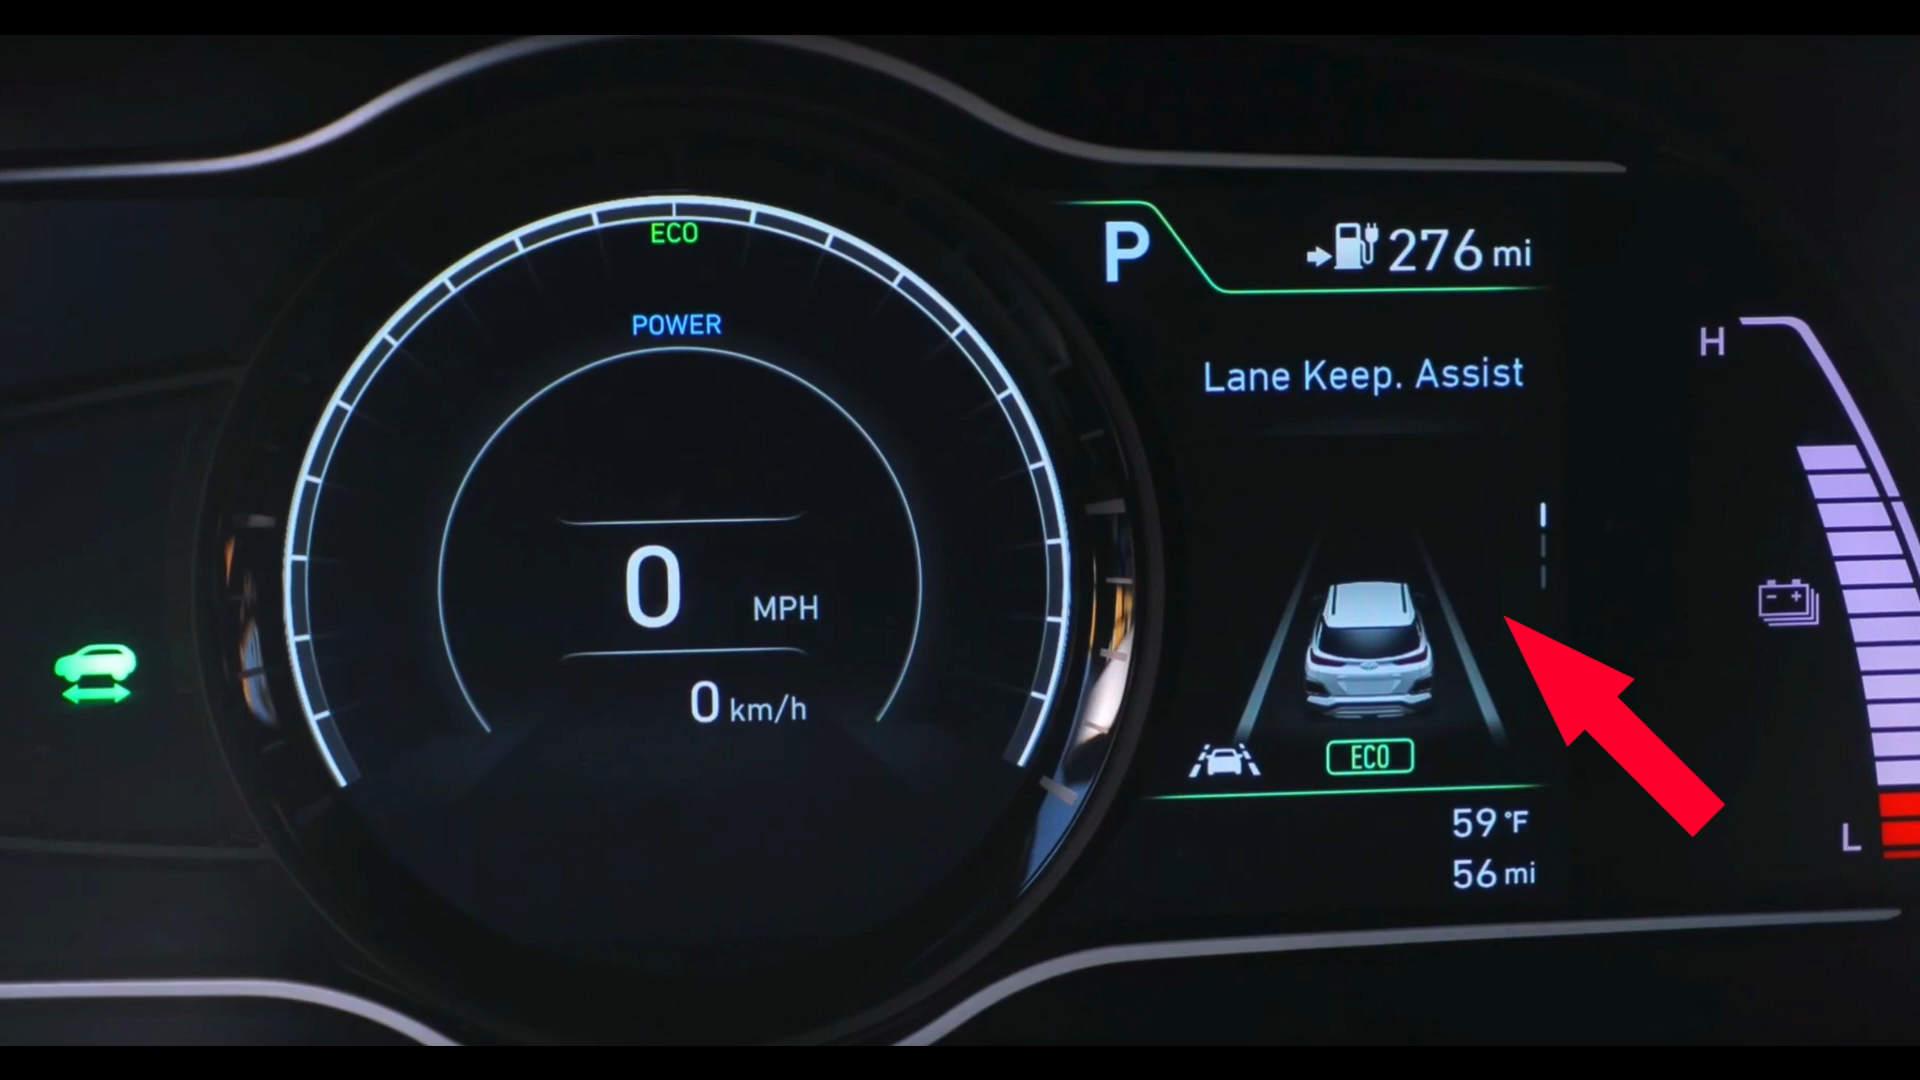 ECO
POWER
0 MPH
0 km/h
P
276 mi
Lane Keep. Assist
ECO
59 °F
56 mi
H
L